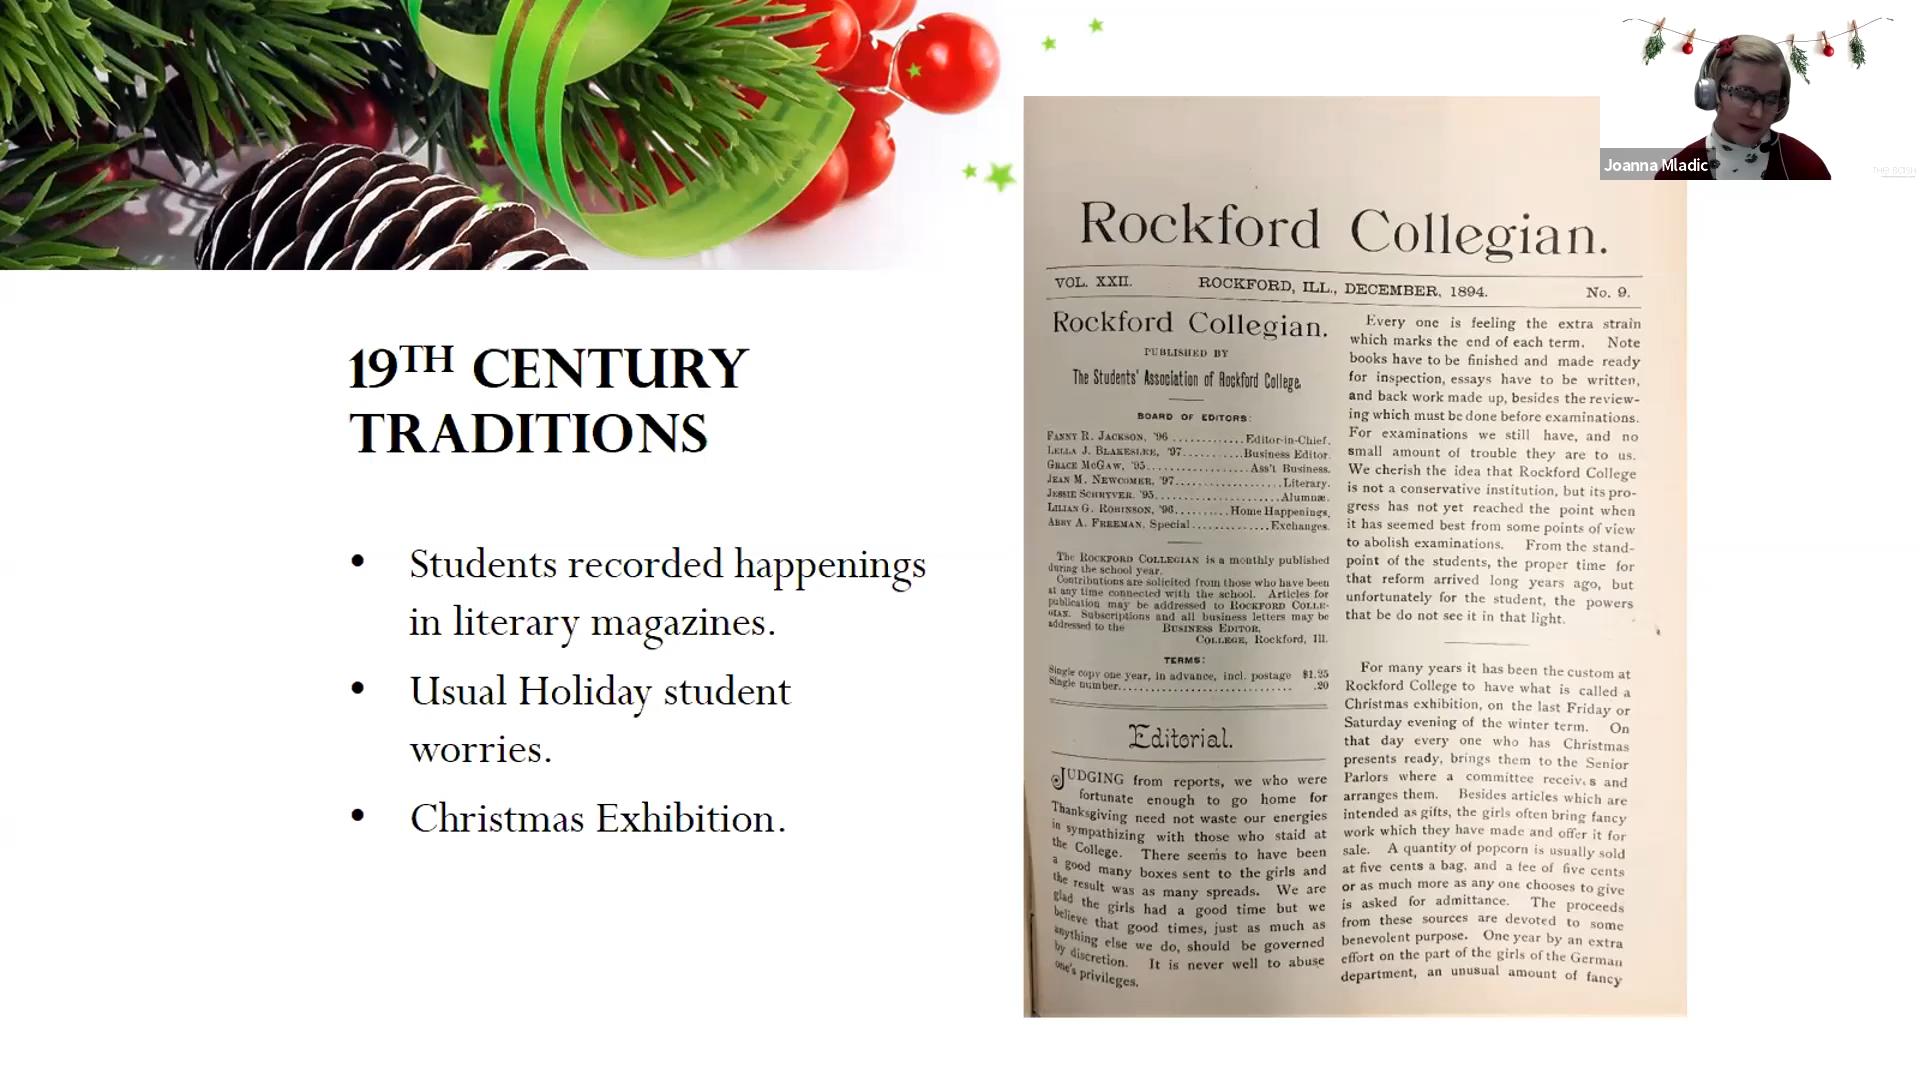 Joanna Mladic
19TH CENTURY
TRADITIONS
• Students recorded happenings
in literary magazines.
• Usual Holiday student
worries.
• Christmas Exhibition.
Rockford Collegian.
VOL. XXII. ROCKFORD, ILL., DECEMBER, 1894. No. 9.
Rockford Collegian.
PUBLISHED BY
The Students' Association of Rockford College.
BOARD OF EDITORS:
FANNY R. JACKSON, '96 ............Editor-in-Chief.
LELLA J. BLAKESLEE, '97..........Business Editor.
GRACE MCGAW, '95.................Ass't Business.
JEAN M. NEWCOMER, '97.......................Literary.
JESSIE SCHRYVER. '95.........................Alumnæ.
LILIAN G. ROBINSON, '96.........Home Happenings.
ABBY A. FREEMAN, Special.............Exchanges.
The ROCKFORD COLLEGIAN is a monthly published
during the school year.
Contributions are solicited from those who have been
at any time connected with the school. Articles for
publication may be addressed to ROCKFORD COLLE-
GIAN. Subscriptions and all business letters may be
addressed to the BUSINESS EDITOR,
COLLEGE, Rockford, Ill.
TERMS:
Single copy one year, in advance, incl. postage $1.25
Single number................................ .20
Editorial.
JUDGING from reports, we who were
fortunate enough to go home for
Thanksgiving need not waste our energies
in sympathizing with those who staid at
the College. There seems to have been
a good many boxes sent to the girls and
the result was as many spreads. We are
glad the girls had a good time but we
believe that good times, just as much as
anything else we do, should be governed
by discretion. It is never well to abuse
one's privileges.
Every one is feeling the extra strain
which marks the end of each term. Note
books have to be finished and made ready
for inspection, essays have to be written,
and back work made up, besides the review-
ing which must be done before examinations.
For examinations we still have, and no
small amount of trouble they are to us.
We cherish the idea that Rockford College
is not a conservative institution, but its pro-
gress has not yet reached the point when
it has seemed best from some points of view
to abolish examinations. From the stand-
point of the students, the proper time for
that reform arrived long years ago, but
unfortunately for the student, the powers
that be do not see it in that light.
For many years it has been the custom at
Rockford College to have what is called a
Christmas exhibition, on the last Friday or
Saturday evening of the winter term. On
that day every one who has Christmas
presents ready, brings them to the Senior
Parlors where a committee receives and
arranges them. Besides articles which are
intended as gifts, the girls often bring fancy
work which they have made and offer it for
sale. A quantity of popcorn is usually sold
at five cents a bag, and a fee of five cents
or as much more as any one chooses to give
is asked for admittance. The proceeds
from these sources are devoted to some
benevolent purpose. One year by an extra
effort on the part of the girls of the German
department, an unusual amount of fancy